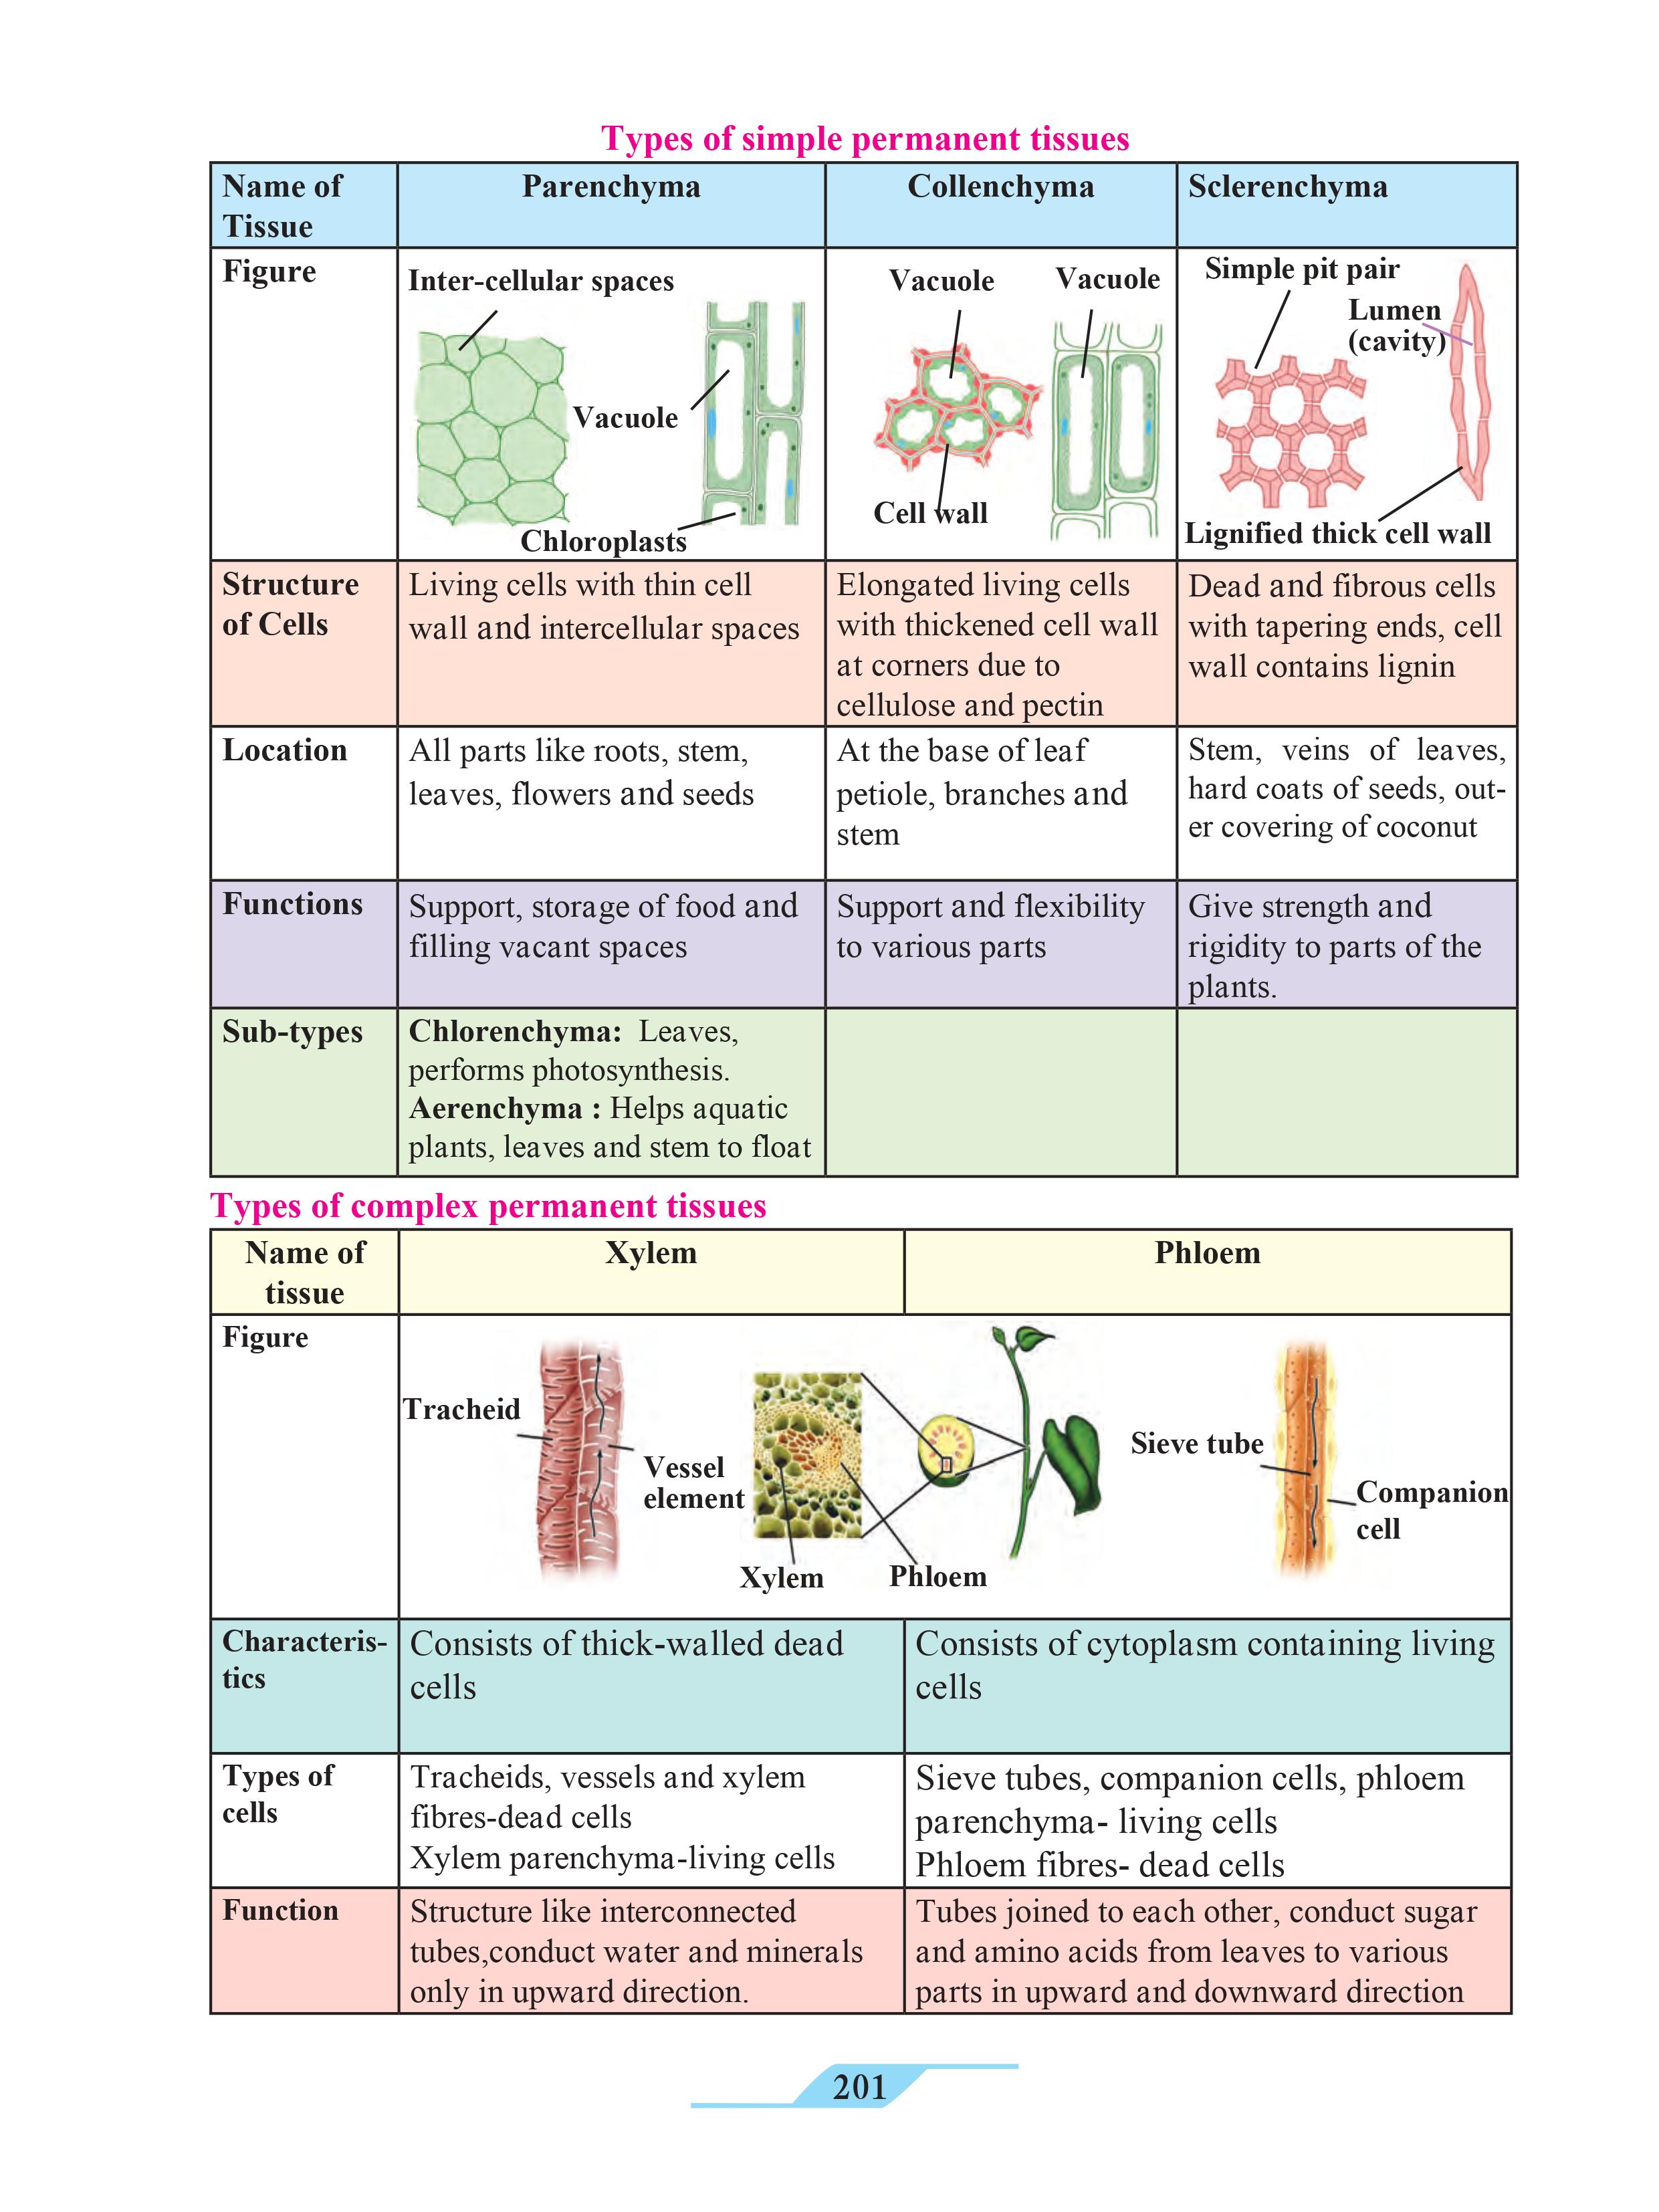 Types of simple permanent tissues
Name of
Tissue
Parenchyma
Collenchyma
Sclerenchyma
Figure
Inter-cellular spaces
Vacuole
Chloroplasts
Vacuole
Vacuole
Cell wall
Simple pit pair
Lumen
(cavity)
Lignified thick cell wall
Structure
of Cells
Living cells with thin cell
wall and intercellular spaces
Elongated living cells
with thickened cell wall
at corners due to
cellulose and pectin
Dead and fibrous cells
with tapering ends, cell
wall contains lignin
Location
All parts like roots, stem,
leaves, flowers and seeds
At the base of leaf
petiole, branches and
stem
Stem, veins of leaves,
hard coats of seeds, out-
er covering of coconut
Functions
Support, storage of food and
filling vacant spaces
Support and flexibility
to various parts
Give strength and
rigidity to parts of the
plants.
Sub-types
Chlorenchyma: Leaves,
performs photosynthesis.
Aerenchyma : Helps aquatic
plants, leaves and stem to float
Types of complex permanent tissues
Name of
tissue
Xylem
Phloem
Figure
Tracheid
Vessel
element
Xylem
Phloem
Sieve tube
Companion
cell
Characteris-
tics
Consists of thick-walled dead
cells
Consists of cytoplasm containing living
cells
Types of
cells
Tracheids, vessels and xylem
fibres-dead cells
Xylem parenchyma-living cells
Sieve tubes, companion cells, phloem
parenchyma- living cells
Phloem fibres- dead cells
Function
Structure like interconnected
tubes,conduct water and minerals
only in upward direction.
Tubes joined to each other, conduct sugar
and amino acids from leaves to various
parts in upward and downward direction
201